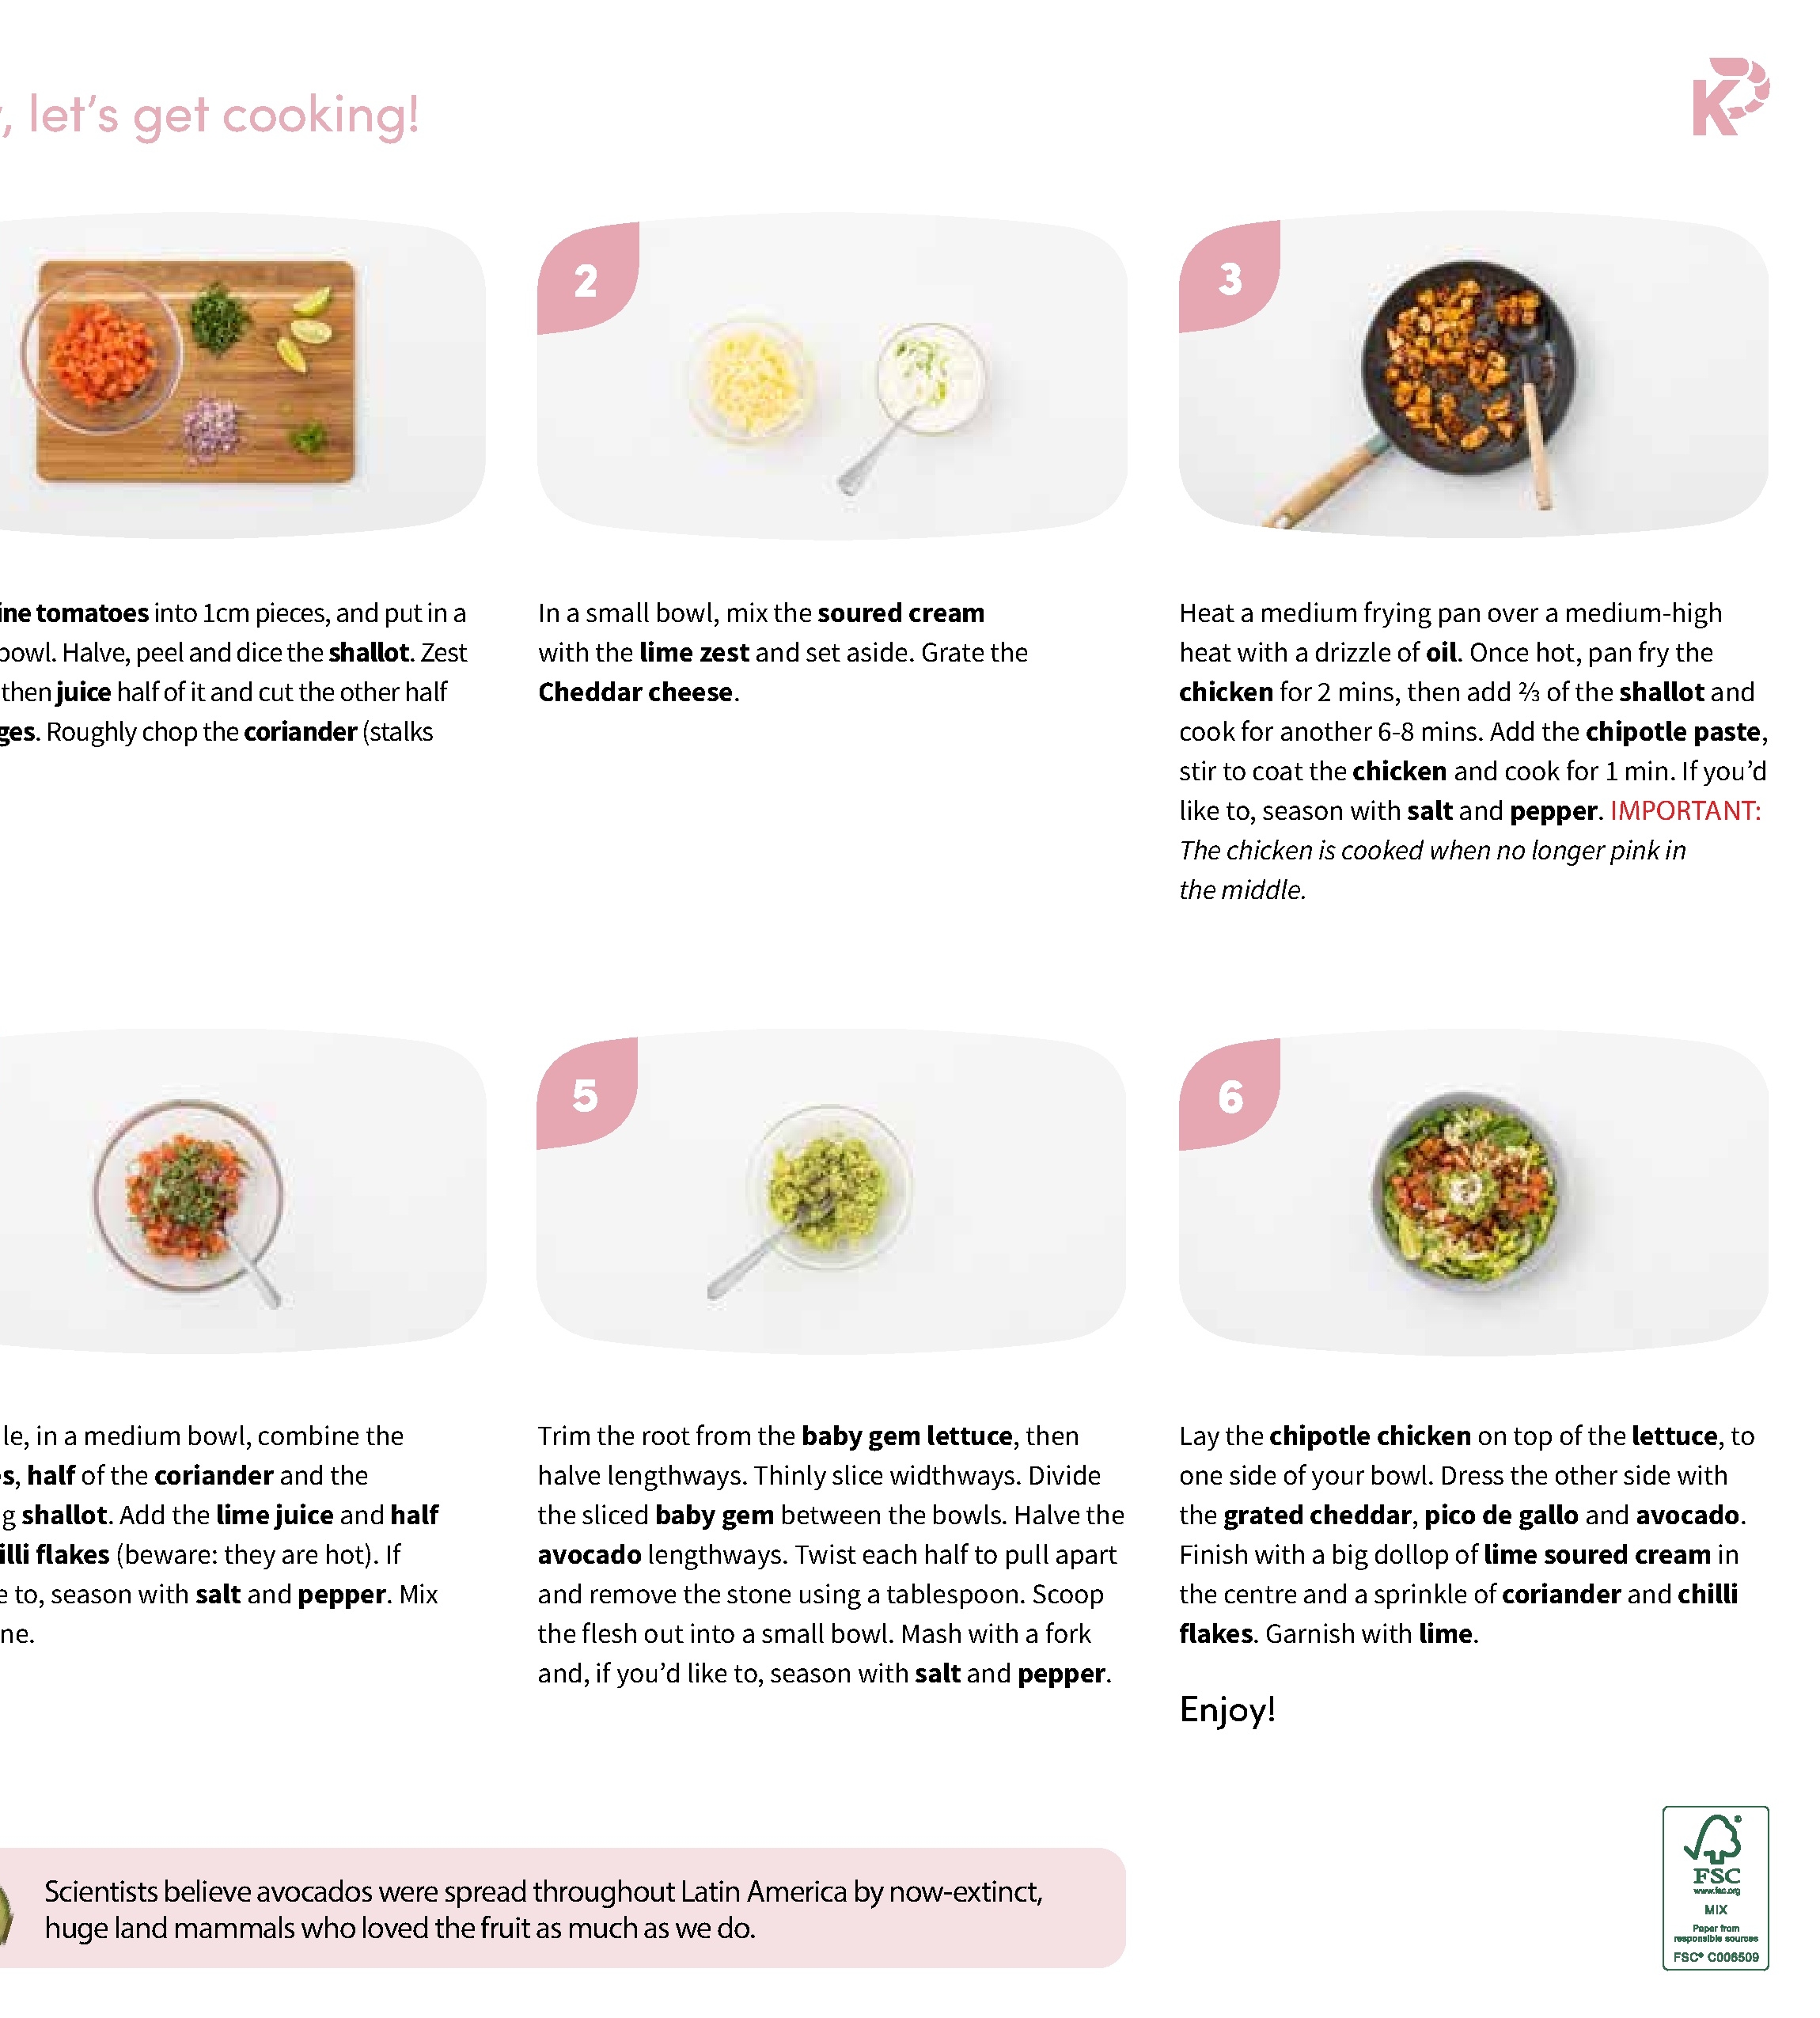 , let's get cooking!
ine tomatoes into 1cm pieces, and put in a
bowl. Halve, peel and dice the shallot. Zest
then juice half of it and cut the other half
ges. Roughly chop the coriander (stalks
2
In a small bowl, mix the soured cream
with the lime zest and set aside. Grate the
Cheddar cheese.
3
Heat a medium frying pan over a medium-high
heat with a drizzle of oil. Once hot, pan fry the
chicken for 2 mins, then add ⅔ of the shallot and
cook for another 6-8 mins. Add the chipotle paste,
stir to coat the chicken and cook for 1 min. If you'd
like to, season with salt and pepper. IMPORTANT:
The chicken is cooked when no longer pink in
the middle.
le, in a medium bowl, combine the
s, half of the coriander and the
g shallot. Add the lime juice and half
illi flakes (beware: they are hot). If
e to, season with salt and pepper. Mix
ne.
5
Trim the root from the baby gem lettuce, then
halve lengthways. Thinly slice widthways. Divide
the sliced baby gem between the bowls. Halve the
avocado lengthways. Twist each half to pull apart
and remove the stone using a tablespoon. Scoop
the flesh out into a small bowl. Mash with a fork
and, if you'd like to, season with salt and pepper.
6
Lay the chipotle chicken on top of the lettuce, to
one side of your bowl. Dress the other side with
the grated cheddar, pico de gallo and avocado.
Finish with a big dollop of lime soured cream in
the centre and a sprinkle of coriander and chilli
flakes. Garnish with lime.
Enjoy!
Scientists believe avocados were spread throughout Latin America by now-extinct,
huge land mammals who loved the fruit as much as we do.
FSC
www.fsc.org
MIX
Paper from
responsible sources
FSC® C006509